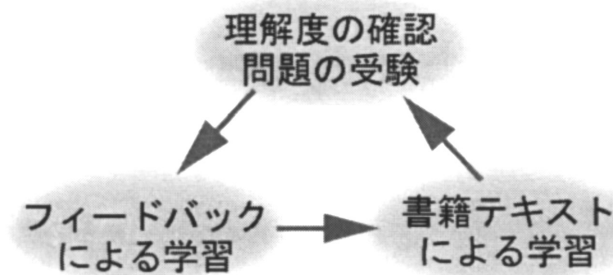 理解度の確認
問題の受験
フィードバック
による学習
書籍テキスト
による学習